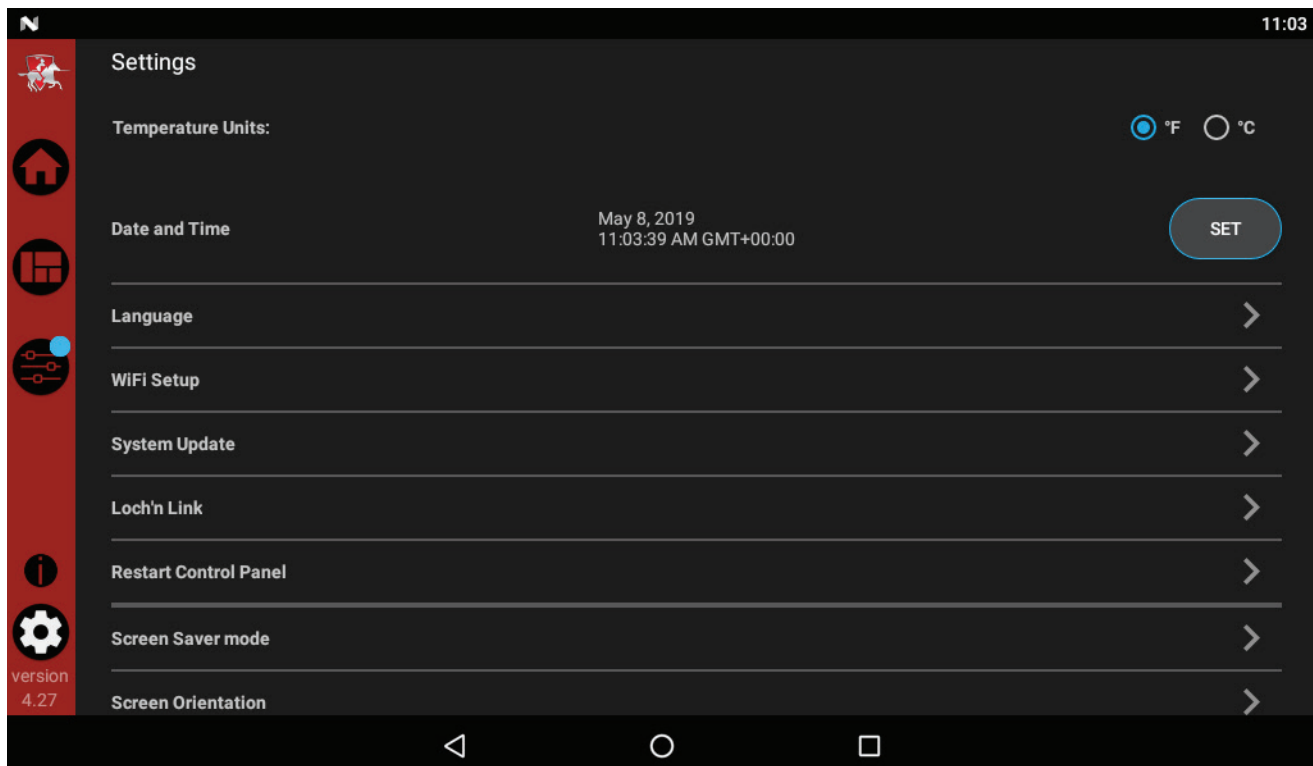 11:03
Settings
Temperature Units:
°F °C
Date and Time
May 8, 2019
11:03:39 AM GMT+00:00
SET
Language
WiFi Setup
System Update
Loch'n Link
Restart Control Panel
Screen Saver mode
Screen Orientation
version
4.27